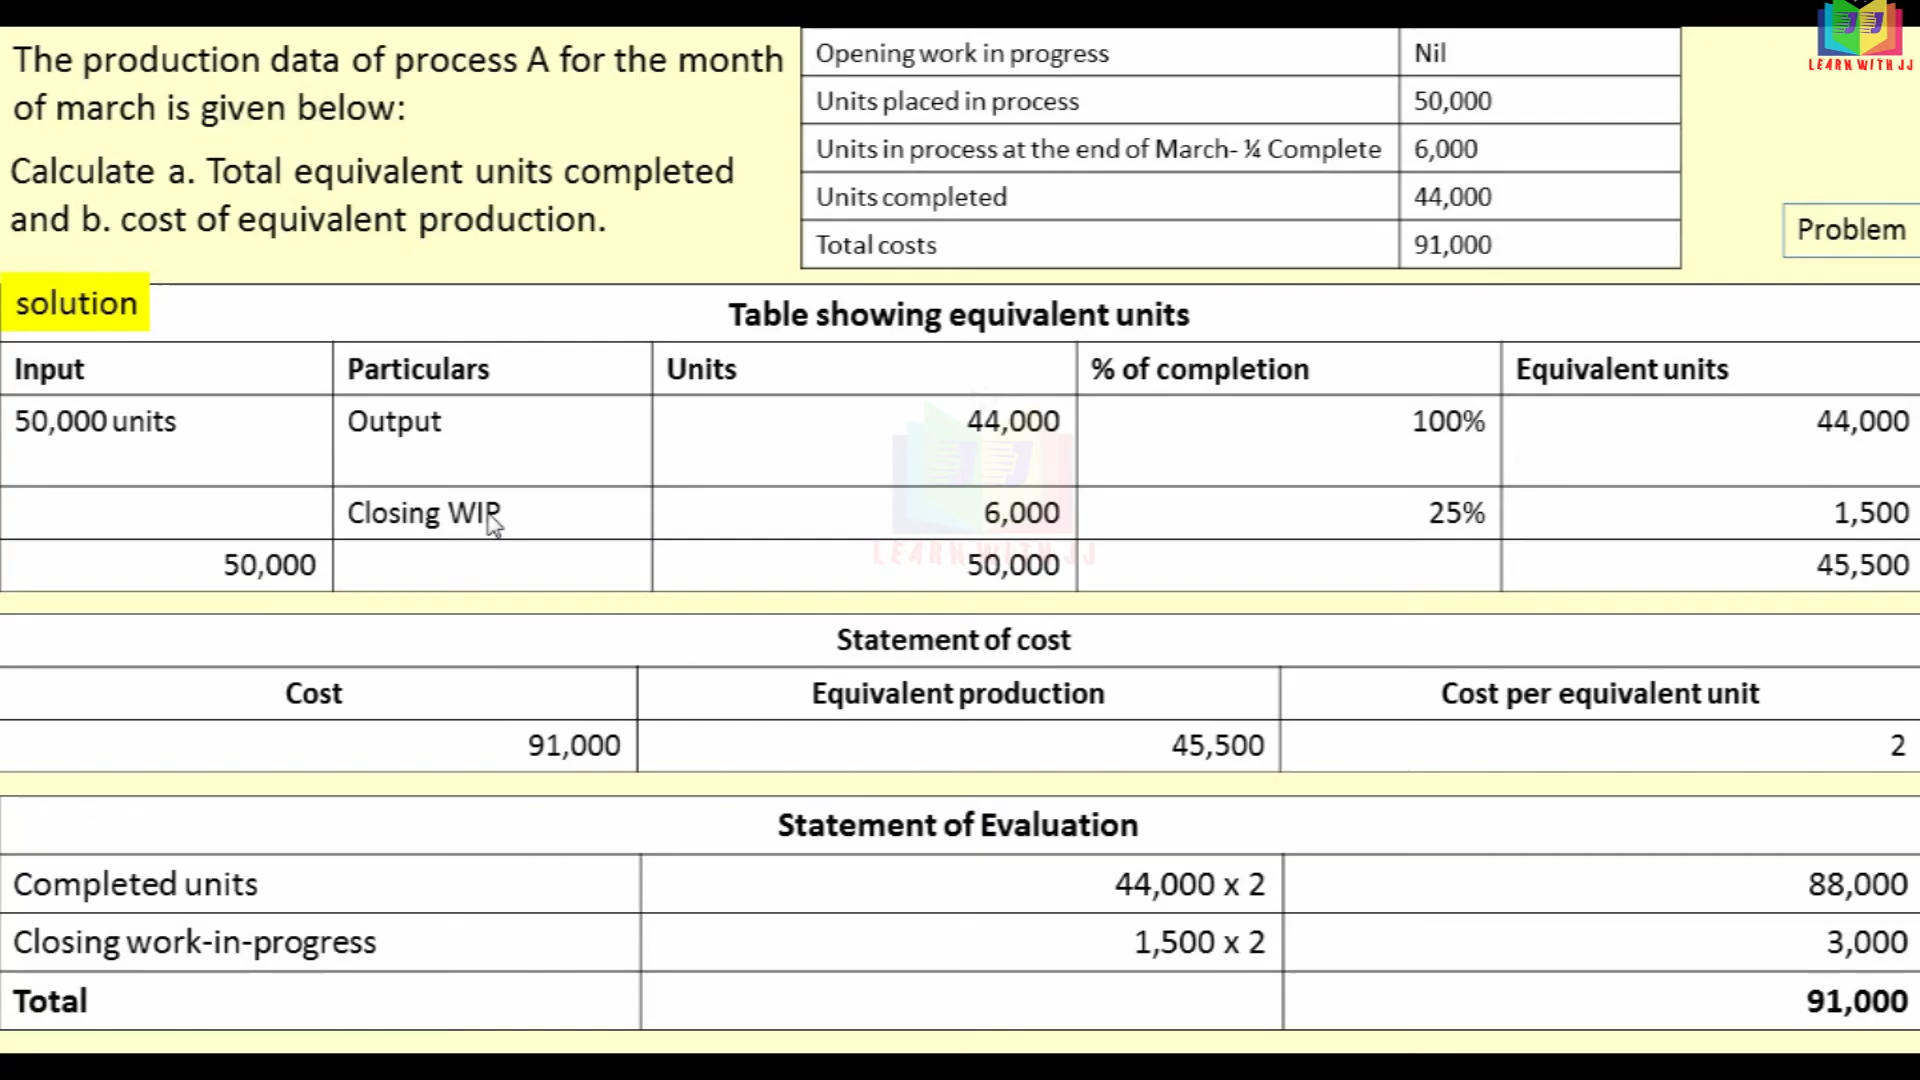 The production data of process A for the month
of march is given below:
Calculate a. Total equivalent units completed
and b. cost of equivalent production.
Opening work in progress Nil
Units placed in process 50,000
Units in process at the end of March- ¼ Complete 6,000
Units completed 44,000
Total costs 91,000
LEARN WITH JJ
Problem
solution
Table showing equivalent units
Input Particulars Units % of completion Equivalent units
50,000 units Output 44,000 100% 44,000
Closing WIP 6,000 25% 1,500
50,000 50,000 45,500
LEARN WITH JJ
Statement of cost
Cost Equivalent production Cost per equivalent unit
91,000 45,500 2
Statement of Evaluation
Completed units 44,000 x 2 88,000
Closing work-in-progress 1,500 x 2 3,000
Total 91,000